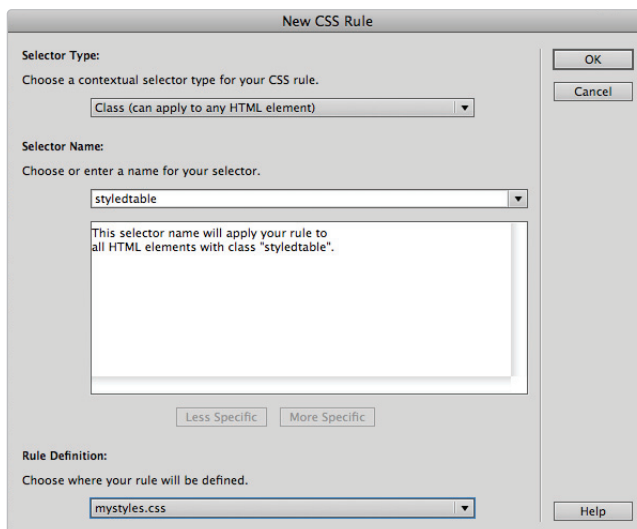 New CSS Rule
Selector Type:
Choose a contextual selector type for your CSS rule.
Class (can apply to any HTML element)
OK
Cancel
Selector Name:
Choose or enter a name for your selector.
styledtable
This selector name will apply your rule to
all HTML elements with class "styledtable".
Less Specific
More Specific
Rule Definition:
Choose where your rule will be defined.
mystyles.css
Help